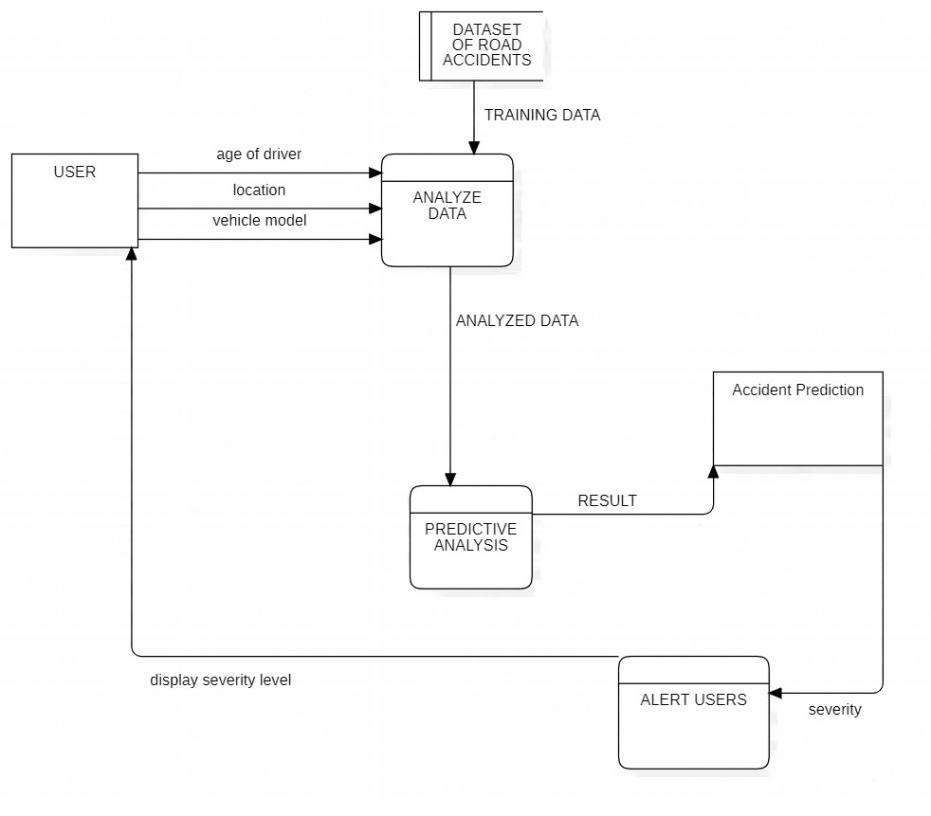 DATASET
OF ROAD
ACCIDENTS
TRAINING DATA
USER
age of driver
location
vehicle model
ANALYZE
DATA
ANALYZED DATA
Accident Prediction
RESULT
PREDICTIVE
ANALYSIS
display severity level
ALERT USERS
severity